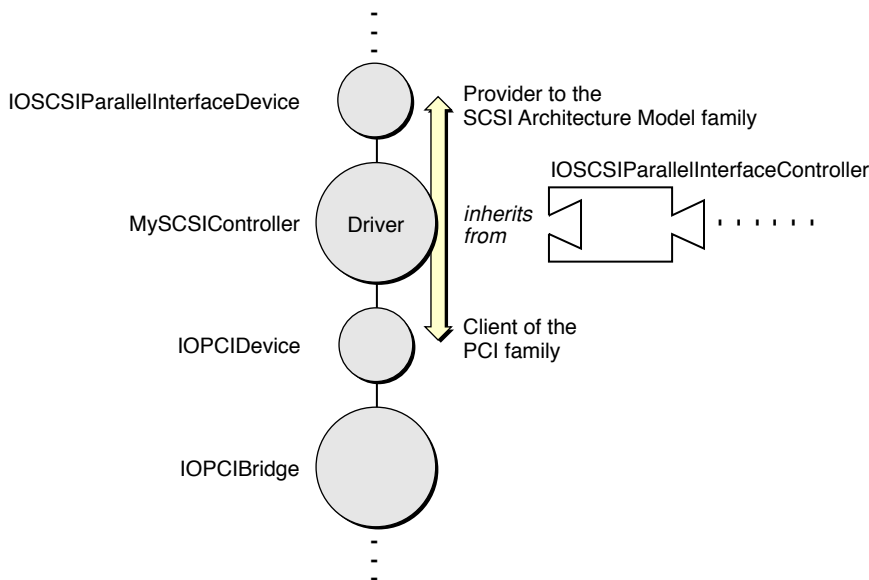 IOSCSIParallelInterfaceDevice
Provider to the
SCSI Architecture Model family
IOSCSIParallelInterfaceController
MySCSIController
Driver
inherits
from
IOPCIDevice
Client of the
PCI family
IOPCIBridge